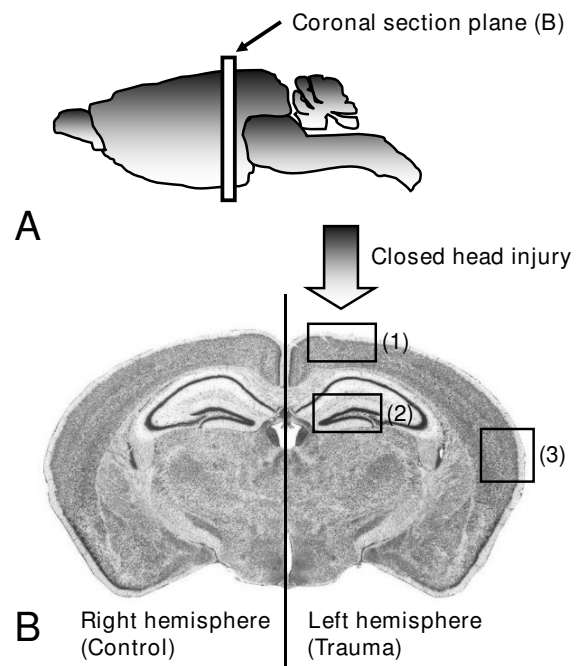 Coronal section plane (B)
A
Closed head injury
(1)
(2)
(3)
B
Right hemisphere
(Control)
Left hemisphere
(Trauma)